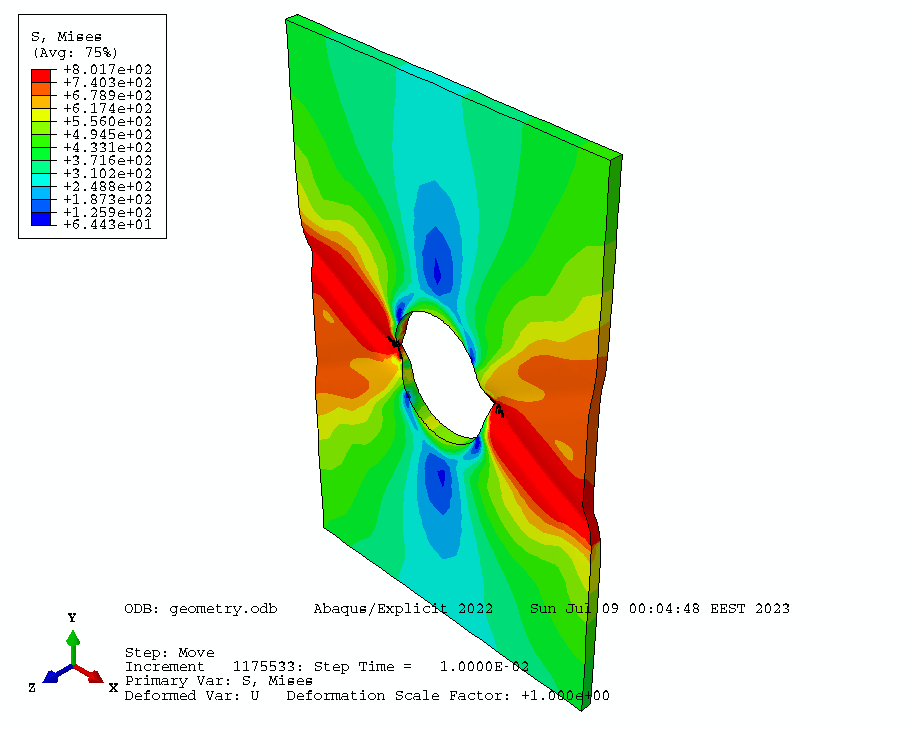 S, Mises
(Avg: 75%)
+8.017e+02
+7.403e+02
+6.789e+02
+6.174e+02
+5.560e+02
+4.945e+02
+4.331e+02
+3.716e+02
+3.102e+02
+2.488e+02
+1.873e+02
+1.259e+02
+6.443e+01
ODB: geometry.odb    Abaqus/Explicit 2022    Sun Jul 09 00:04:48 EEST 2023
Y
Z
X
Step: Move
Increment   1175533: Step Time =   1.0000E-02
Primary Var: S, Mises
Deformed Var: U   Deformation Scale Factor: +1.000e+00